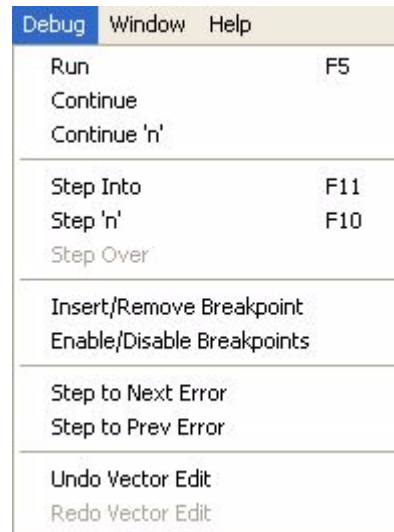 Debug Window Help
Run F5
Continue
Continue 'n'
Step Into F11
Step 'n' F10
Step Over
Insert/Remove Breakpoint
Enable/Disable Breakpoints
Step to Next Error
Step to Prev Error
Undo Vector Edit
Redo Vector Edit